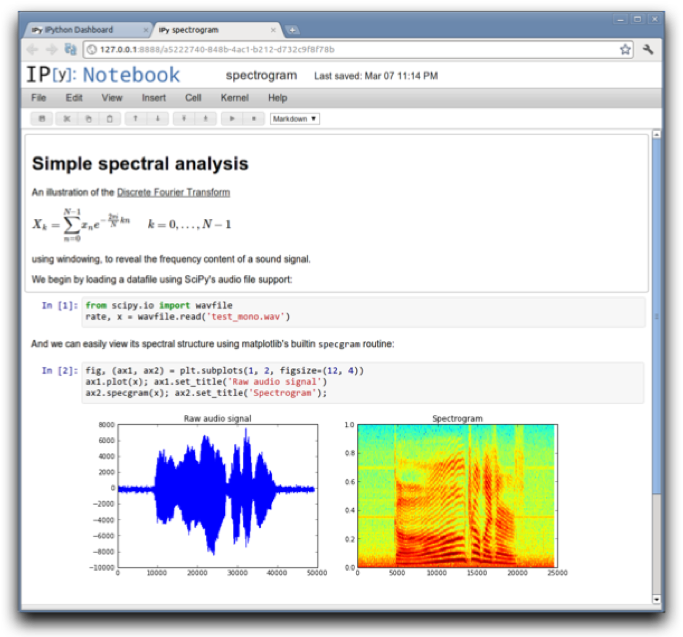 IPy IPython Dashboard
IPy spectrogram
127.0.0.1:8888/a5222740-848b-4ac1-b212-d732c9f8f78b
IP[y]: Notebook
spectrogram
Last saved: Mar 07 11:14 PM
File Edit View Insert Cell Kernel Help
Markdown
Simple spectral analysis
An illustration of the Discrete Fourier Transform
X_k = \sum_{n=0}^{N-1} x_n e^{-\frac{2\pi i}{N} kn} k = 0, . . . , N − 1
using windowing, to reveal the frequency content of a sound signal.
We begin by loading a datafile using SciPy's audio file support:
In [1]: from scipy.io import wavfile
rate, x = wavfile.read('test_mono.wav')
And we can easily view its spectral structure using matplotlib's builtin specgram routine:
In [2]: fig, (ax1, ax2) = plt.subplots(1, 2, figsize=(12, 4))
ax1.plot(x); ax1.set_title('Raw audio signal')
ax2.specgram(x); ax2.set_title('Spectrogram');
Raw audio signal
8000
6000
4000
2000
0
−2000
−4000
−6000
−8000
−10000
0 10000 20000 30000 40000 50000
Spectrogram
1.0
0.8
0.6
0.4
0.2
0.0
0 5000 10000 15000 20000 25000